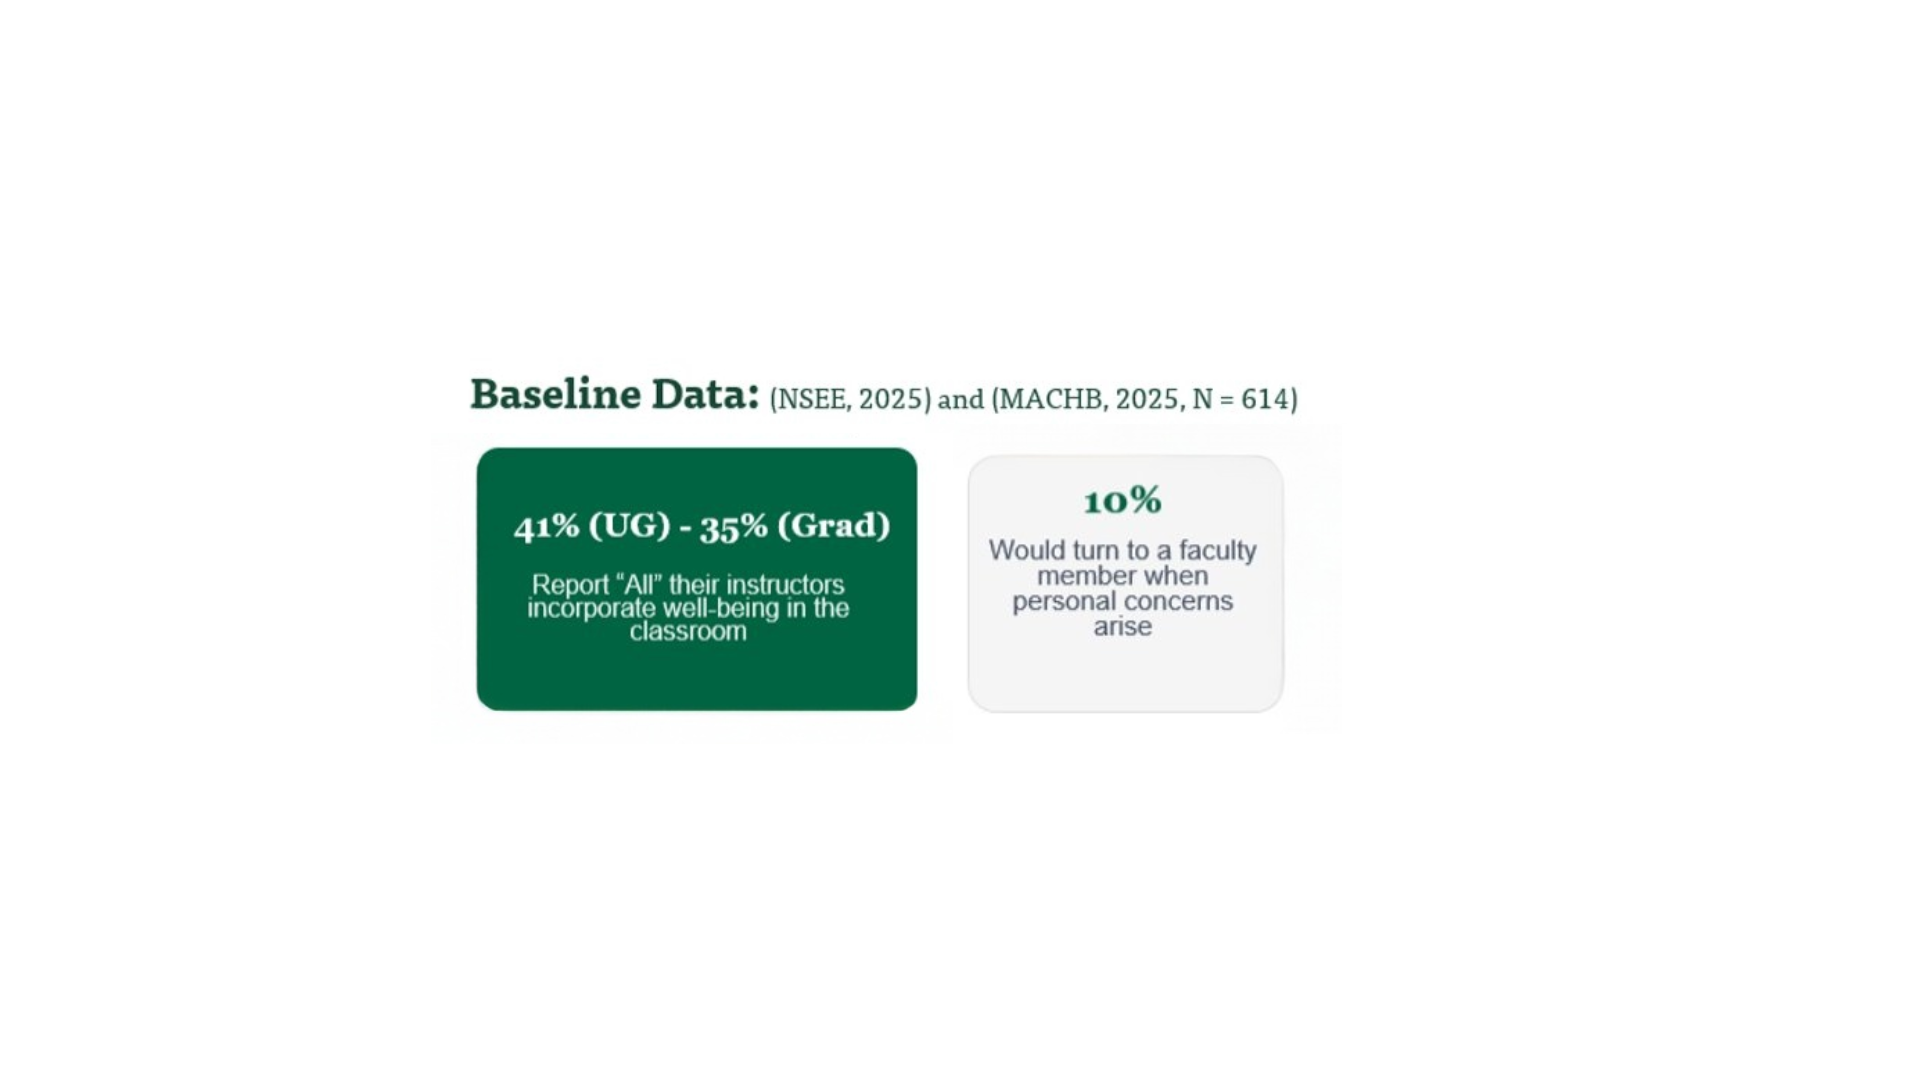 Baseline Data: (NSEE, 2025) and (MACHB, 2025, N = 614)
41% (UG) - 35% (Grad)
Report “All” their instructors
incorporate well-being in the
classroom
10%
Would turn to a faculty
member when
personal concerns
arise